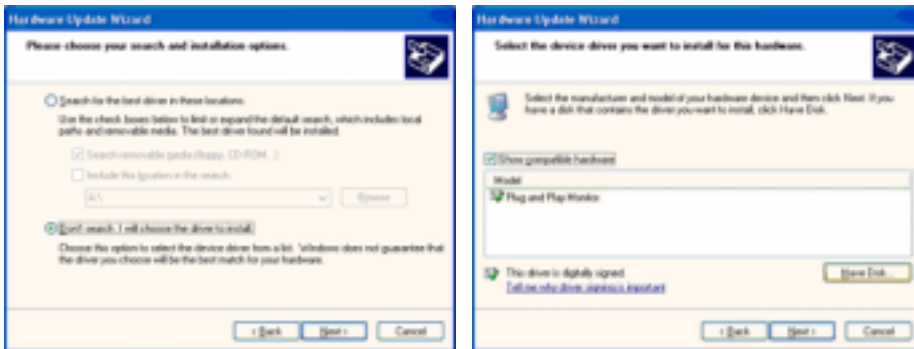 Hardware Update Wizard
Please choose your search and installation options.
Search for the best driver in these locations.
Use the check boxes below to limit or expand the default search, which includes local
paths and removable media. The best driver found will be installed.
Search removable media (floppy, CD-ROM...)
Include this location in the search:
A:\
Browse
Don't search. I will choose the driver to install.
Choose this option to select the device driver from a list. Windows does not guarantee that
the driver you choose will be the best match for your hardware.
< Back
Next >
Cancel
Hardware Update Wizard
Select the device driver you want to install for this hardware.
Select the manufacturer and model of your hardware device and then click Next. If you
have a disk that contains the driver you want to install, click Have Disk.
Show compatible hardware
Model
Plug and Play Monitor
This driver is digitally signed.
Tell me why driver signing is important
Have Disk...
< Back
Next >
Cancel